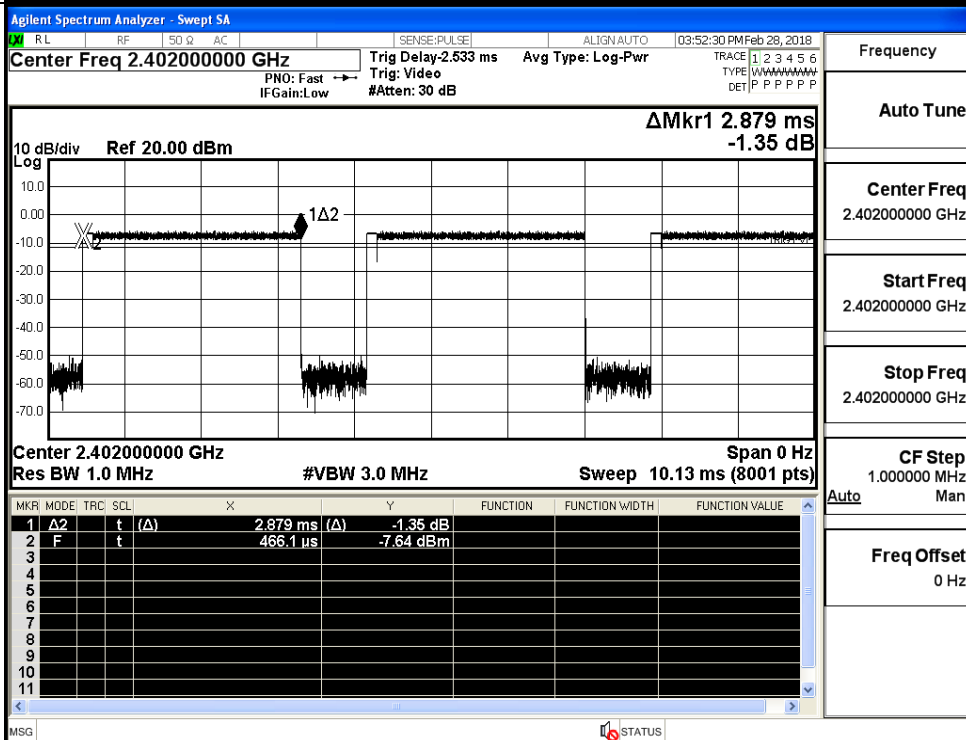 Agilent Spectrum Analyzer - Swept SA
LXI RL RF 50 Ω AC SENSE:PULSE ALIGN AUTO 03:52:30 PM Feb 28, 2018
Center Freq 2.402000000 GHz
PNO: Fast
IFGain:Low
Trig Delay-2.533 ms
Trig: Video
#Atten: 30 dB
Avg Type: Log-Pwr
TRACE 1 2 3 4 5 6
TYPE WWWWWW
DET P P P P P P
ΔMkr1 2.879 ms
-1.35 dB
10 dB/div Ref 20.00 dBm
Log
10.0
0.00
-10.0
-20.0
-30.0
-40.0
-50.0
-60.0
-70.0
1Δ2
2
Center 2.402000000 GHz Span 0 Hz
Res BW 1.0 MHz #VBW 3.0 MHz Sweep 10.13 ms (8001 pts)
MKR MODE TRC SCL X Y FUNCTION FUNCTION WIDTH FUNCTION VALUE
1 Δ2 t (Δ) 2.879 ms (Δ) -1.35 dB
2 F t 466.1 µs -7.64 dBm
3
4
5
6
7
8
9
10
11
MSG STATUS
Frequency
Auto Tune
Center Freq
2.402000000 GHz
Start Freq
2.402000000 GHz
Stop Freq
2.402000000 GHz
CF Step
1.000000 MHz
Auto Man
Freq Offset
0 Hz